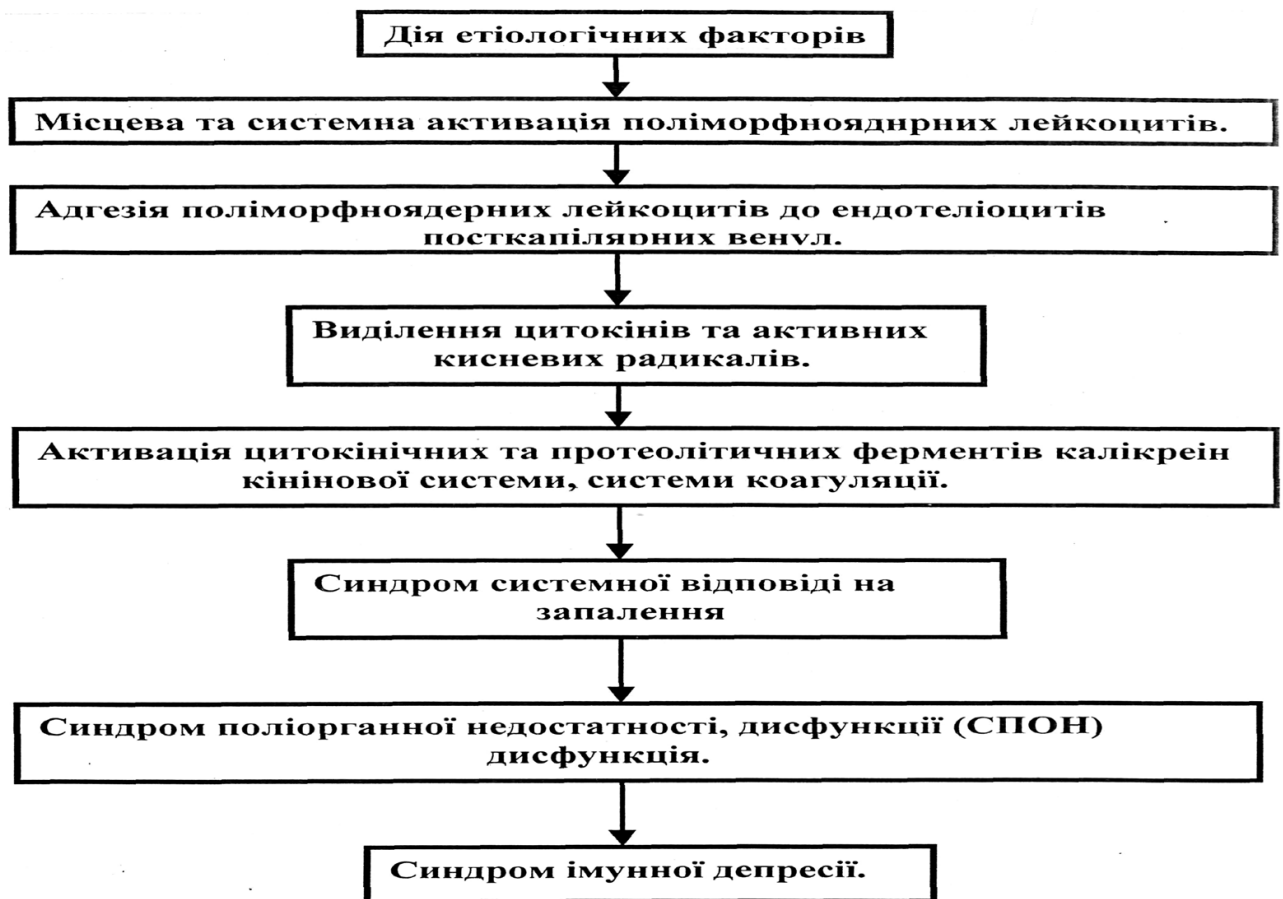 Дія етіологічних факторів
Місцева та системна активація поліморфнояднрних лейкоцитів.
Адгезія поліморфноядерних лейкоцитів до ендотеліоцитів
посткапілярних венул.
Виділення цитокінів та активних
кисневих радикалів.
Активація цитокінічних та протеолітичних ферментів калікреін
кінінової системи, системи коагуляції.
Синдром системної відповіді на
запалення
Синдром поліорганної недостатності, дисфункції (СПОН)
дисфункція.
Синдром імунної депресії.